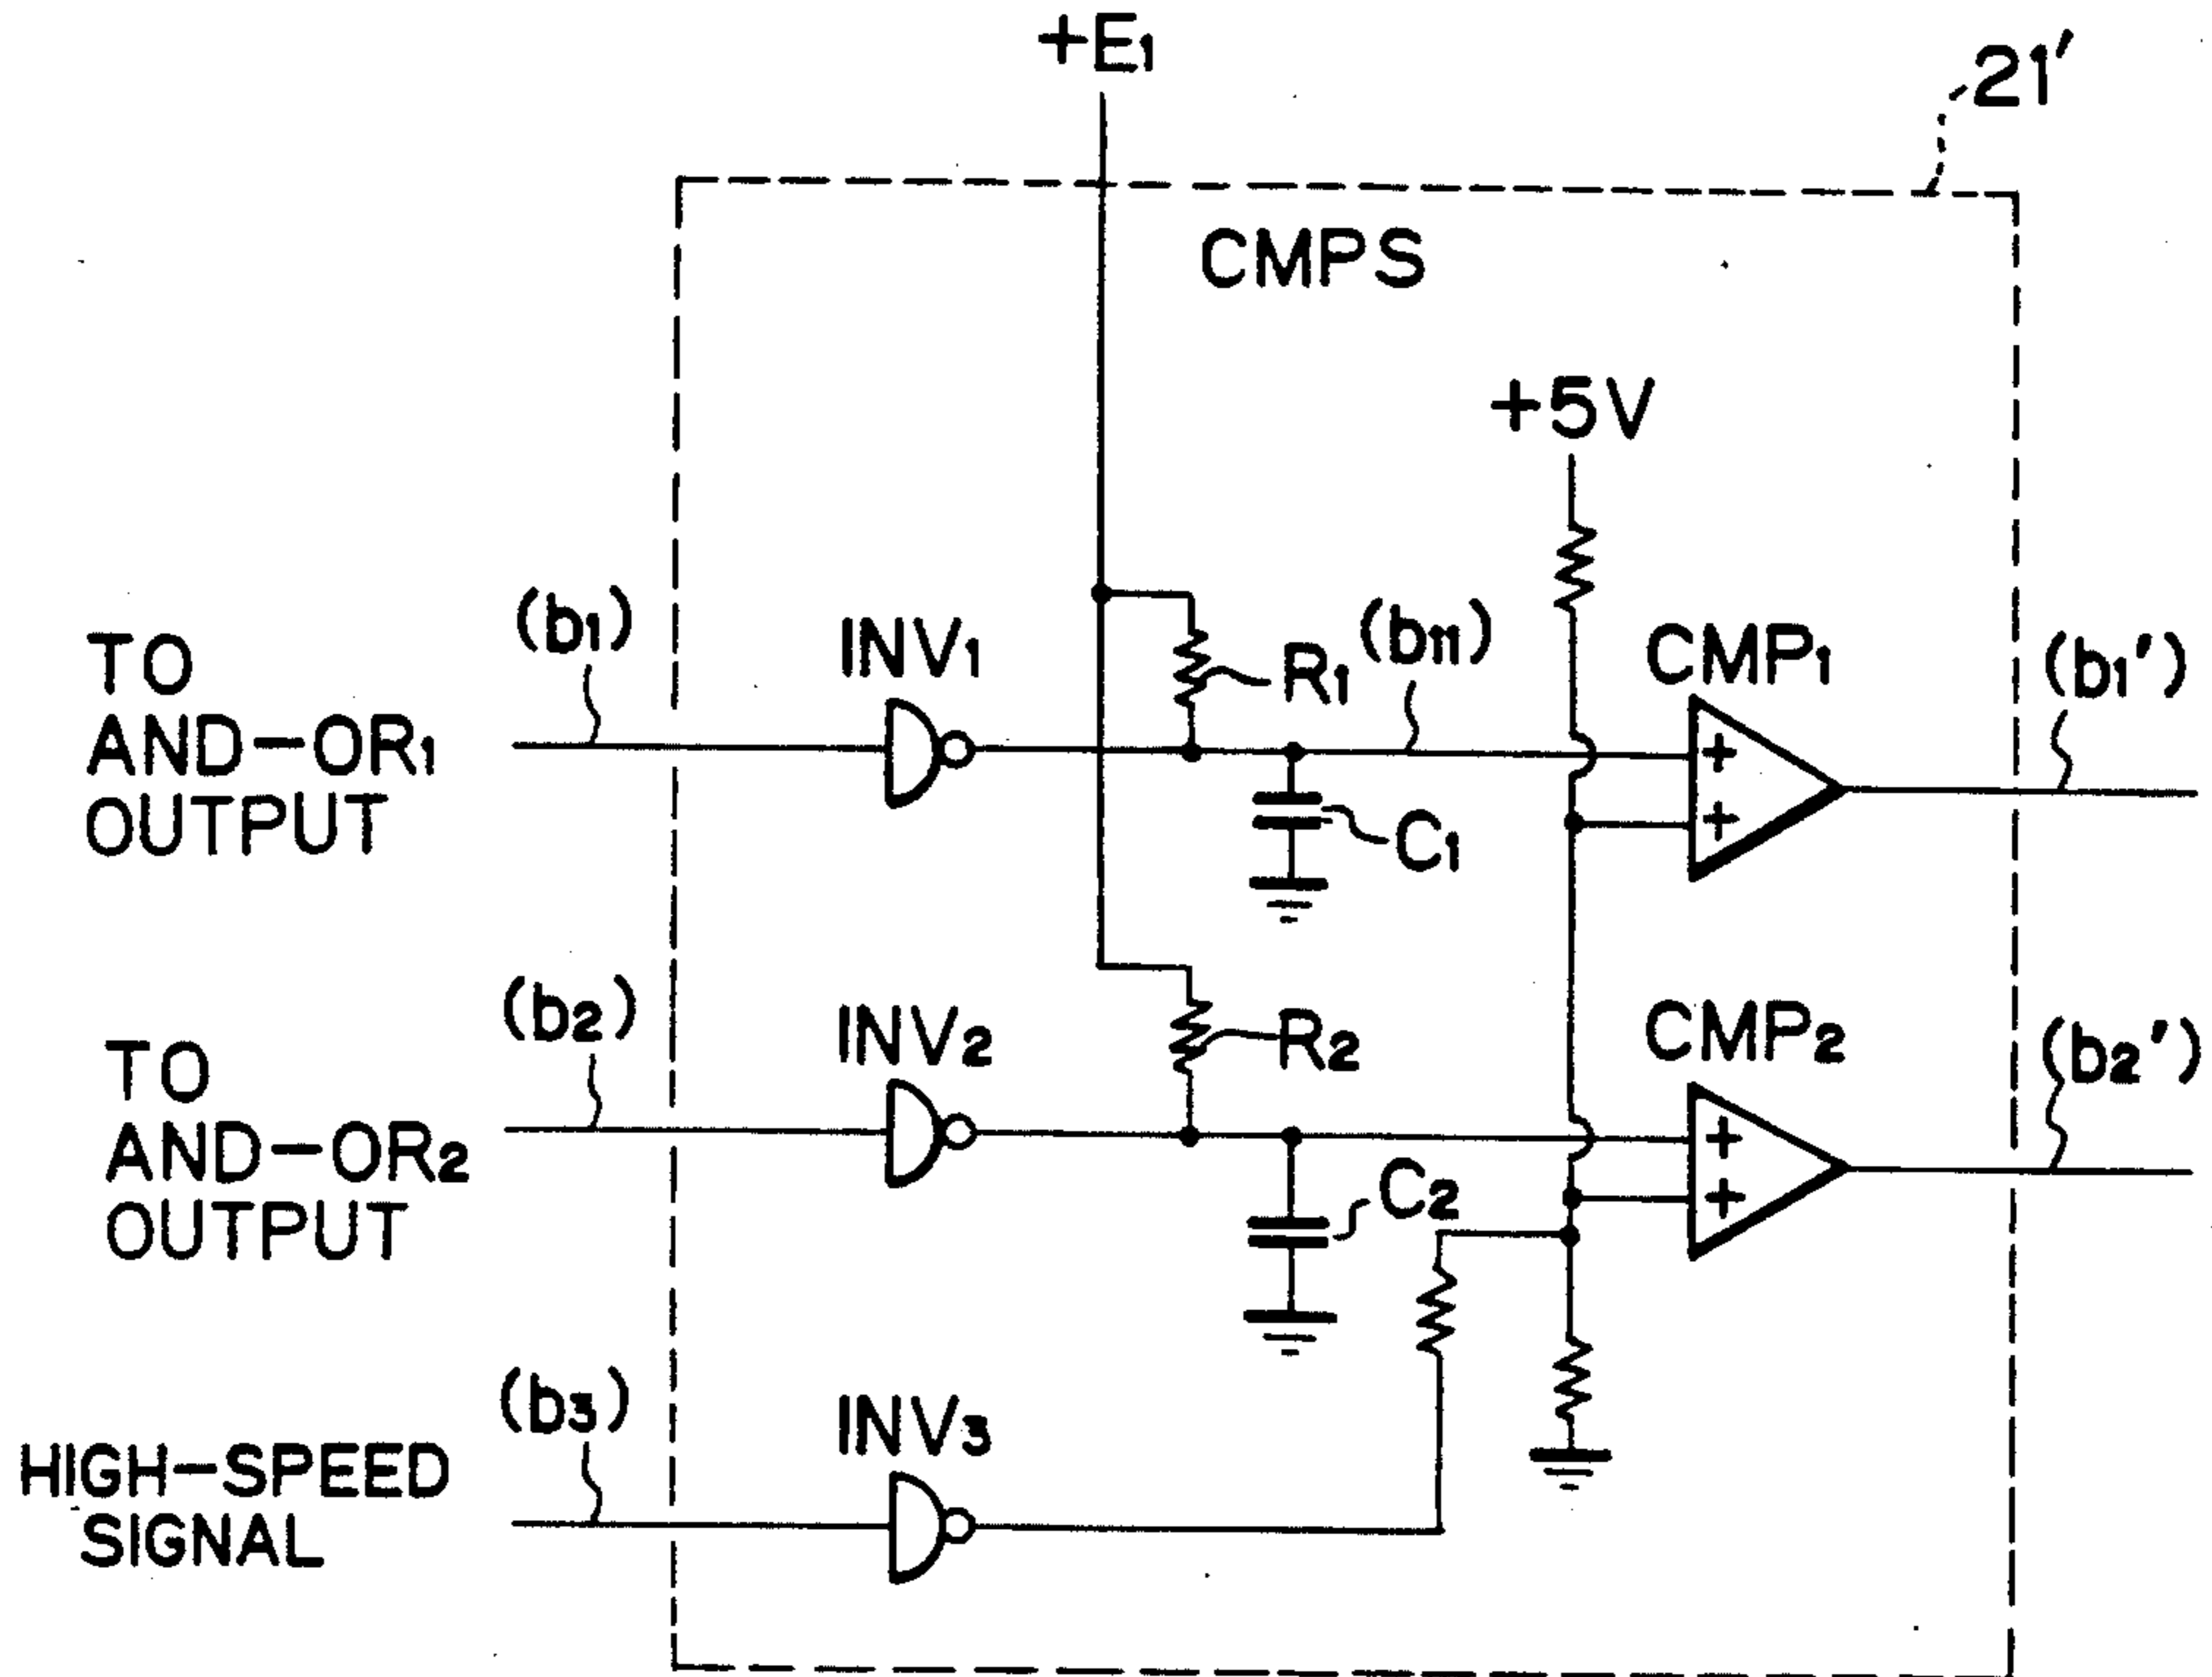 +E1
21'
CMPS
+5V
TO
AND-OR1
OUTPUT
(b1)
INV1
R1
(b11)
CMP1
(b1')
+
+
C1
TO
AND-OR2
OUTPUT
(b2)
INV2
R2
CMP2
(b2')
+
+
C2
HIGH-SPEED
SIGNAL
(b3)
INV3